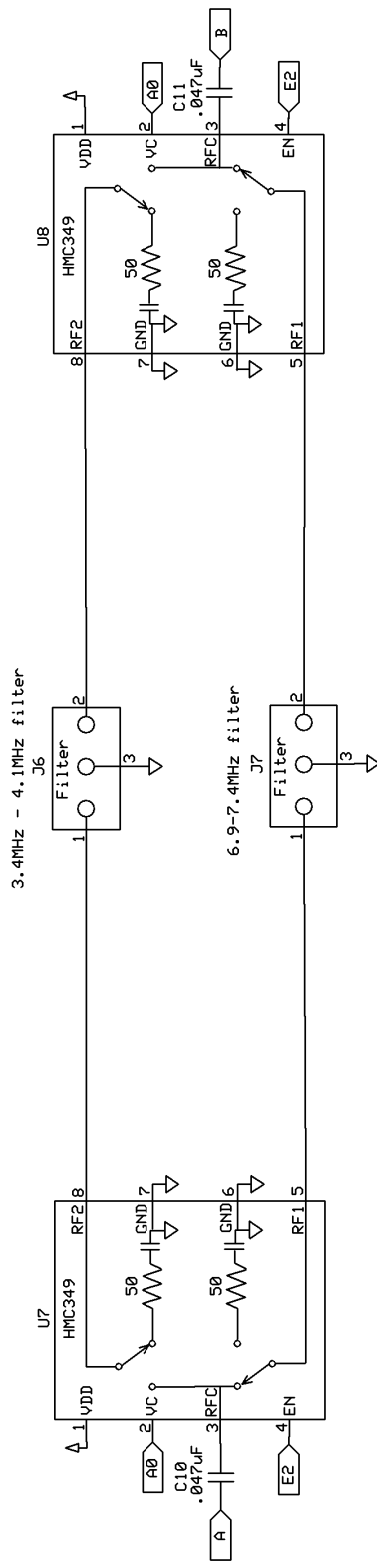 3.4MHz - 4.1MHz filter
U7
HMC349
1
VDD
A0
2
VC
C10
.047uF
A
3
RFC
E2
4
EN
RF2
8
50
GND
7
50
GND
6
RF1
5
J6
Filter
1
2
3
6.9-7.4MHz filter
J7
Filter
1
2
3
U8
HMC349
8
RF2
7
GND
50
6
GND
50
5
RF1
VDD
1
VC
2
A0
C11
.047uF
RFC
3
B
EN
4
E2